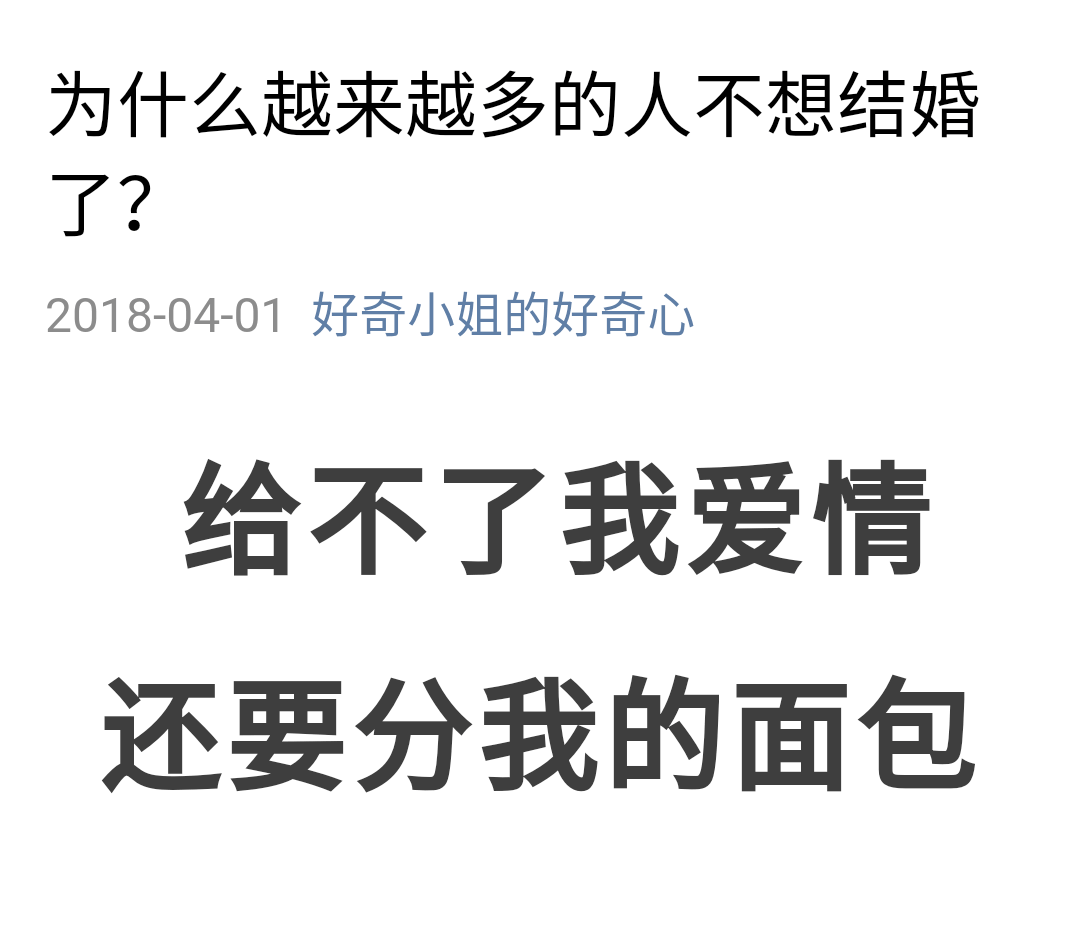 为什么越来越多的人不想结婚
了？
2018-04-01 好奇小姐的好奇心
给不了我爱情
还要分我的面包